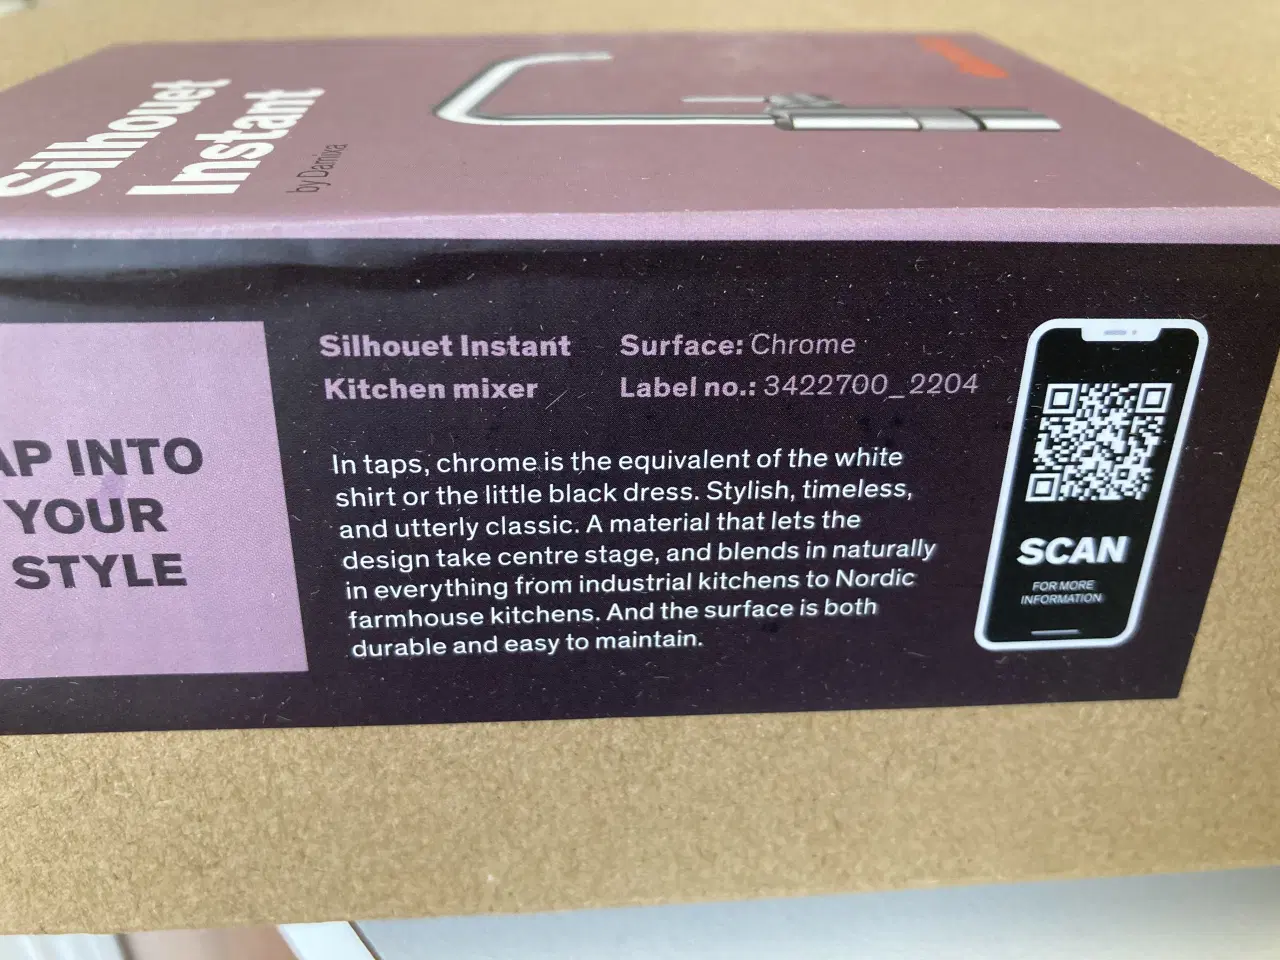 Silhouet
Instant
by Damixa
AP INTO
YOUR
STYLE
Silhouet Instant
Kitchen mixer
Surface: Chrome
Label no.: 3422700_2204
In taps, chrome is the equivalent of the white
shirt or the little black dress. Stylish, timeless,
and utterly classic. A material that lets the
design take centre stage, and blends in naturally
in everything from industrial kitchens to Nordic
farmhouse kitchens. And the surface is both
durable and easy to maintain.
SCAN
FOR MORE
INFORMATION